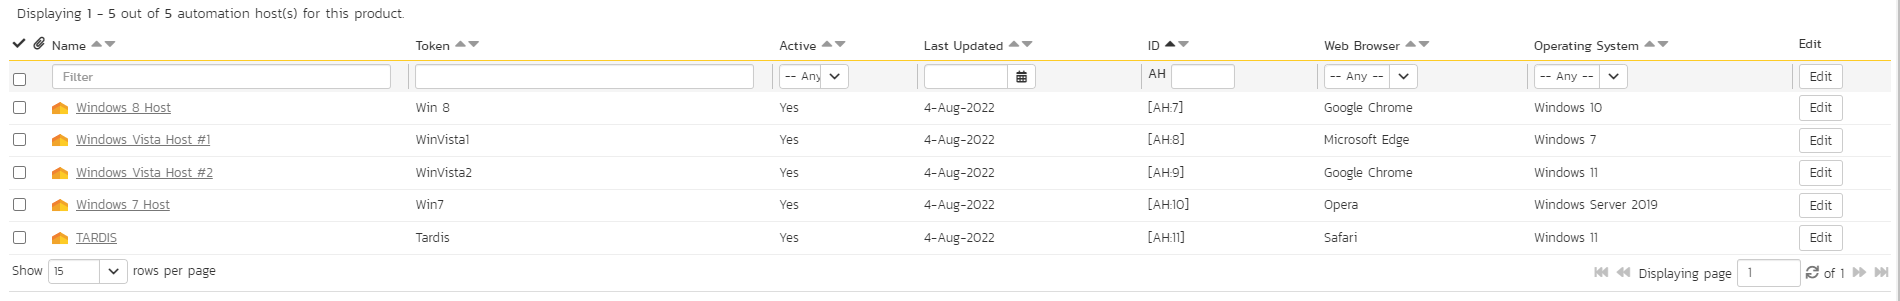 Displaying 1 - 5 out of 5 automation host(s) for this product.
Name Token Active Last Updated ID Web Browser Operating System Edit
Filter -- Any AH -- Any -- -- Any -- Edit
Windows 8 Host Win 8 Yes 4-Aug-2022 [AH:7] Google Chrome Windows 10 Edit
Windows Vista Host #1 WinVista1 Yes 4-Aug-2022 [AH:8] Microsoft Edge Windows 7 Edit
Windows Vista Host #2 WinVista2 Yes 4-Aug-2022 [AH:9] Google Chrome Windows 11 Edit
Windows 7 Host Win7 Yes 4-Aug-2022 [AH:10] Opera Windows Server 2019 Edit
TARDIS Tardis Yes 4-Aug-2022 [AH:11] Safari Windows 11 Edit
Show 15 rows per page Displaying page 1 of 1